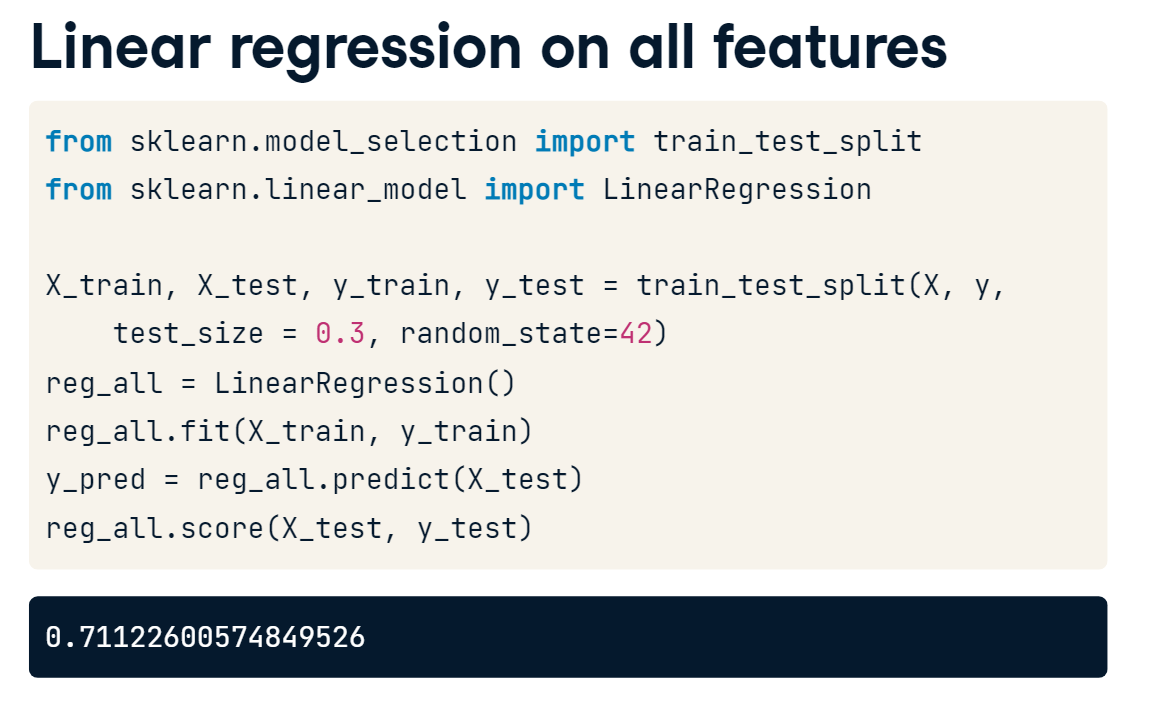 Linear regression on all features
from sklearn.model_selection import train_test_split
from sklearn.linear_model import LinearRegression
X_train, X_test, y_train, y_test = train_test_split(X, y,
    test_size = 0.3, random_state=42)
reg_all = LinearRegression()
reg_all.fit(X_train, y_train)
y_pred = reg_all.predict(X_test)
reg_all.score(X_test, y_test)
0.71122600574849526